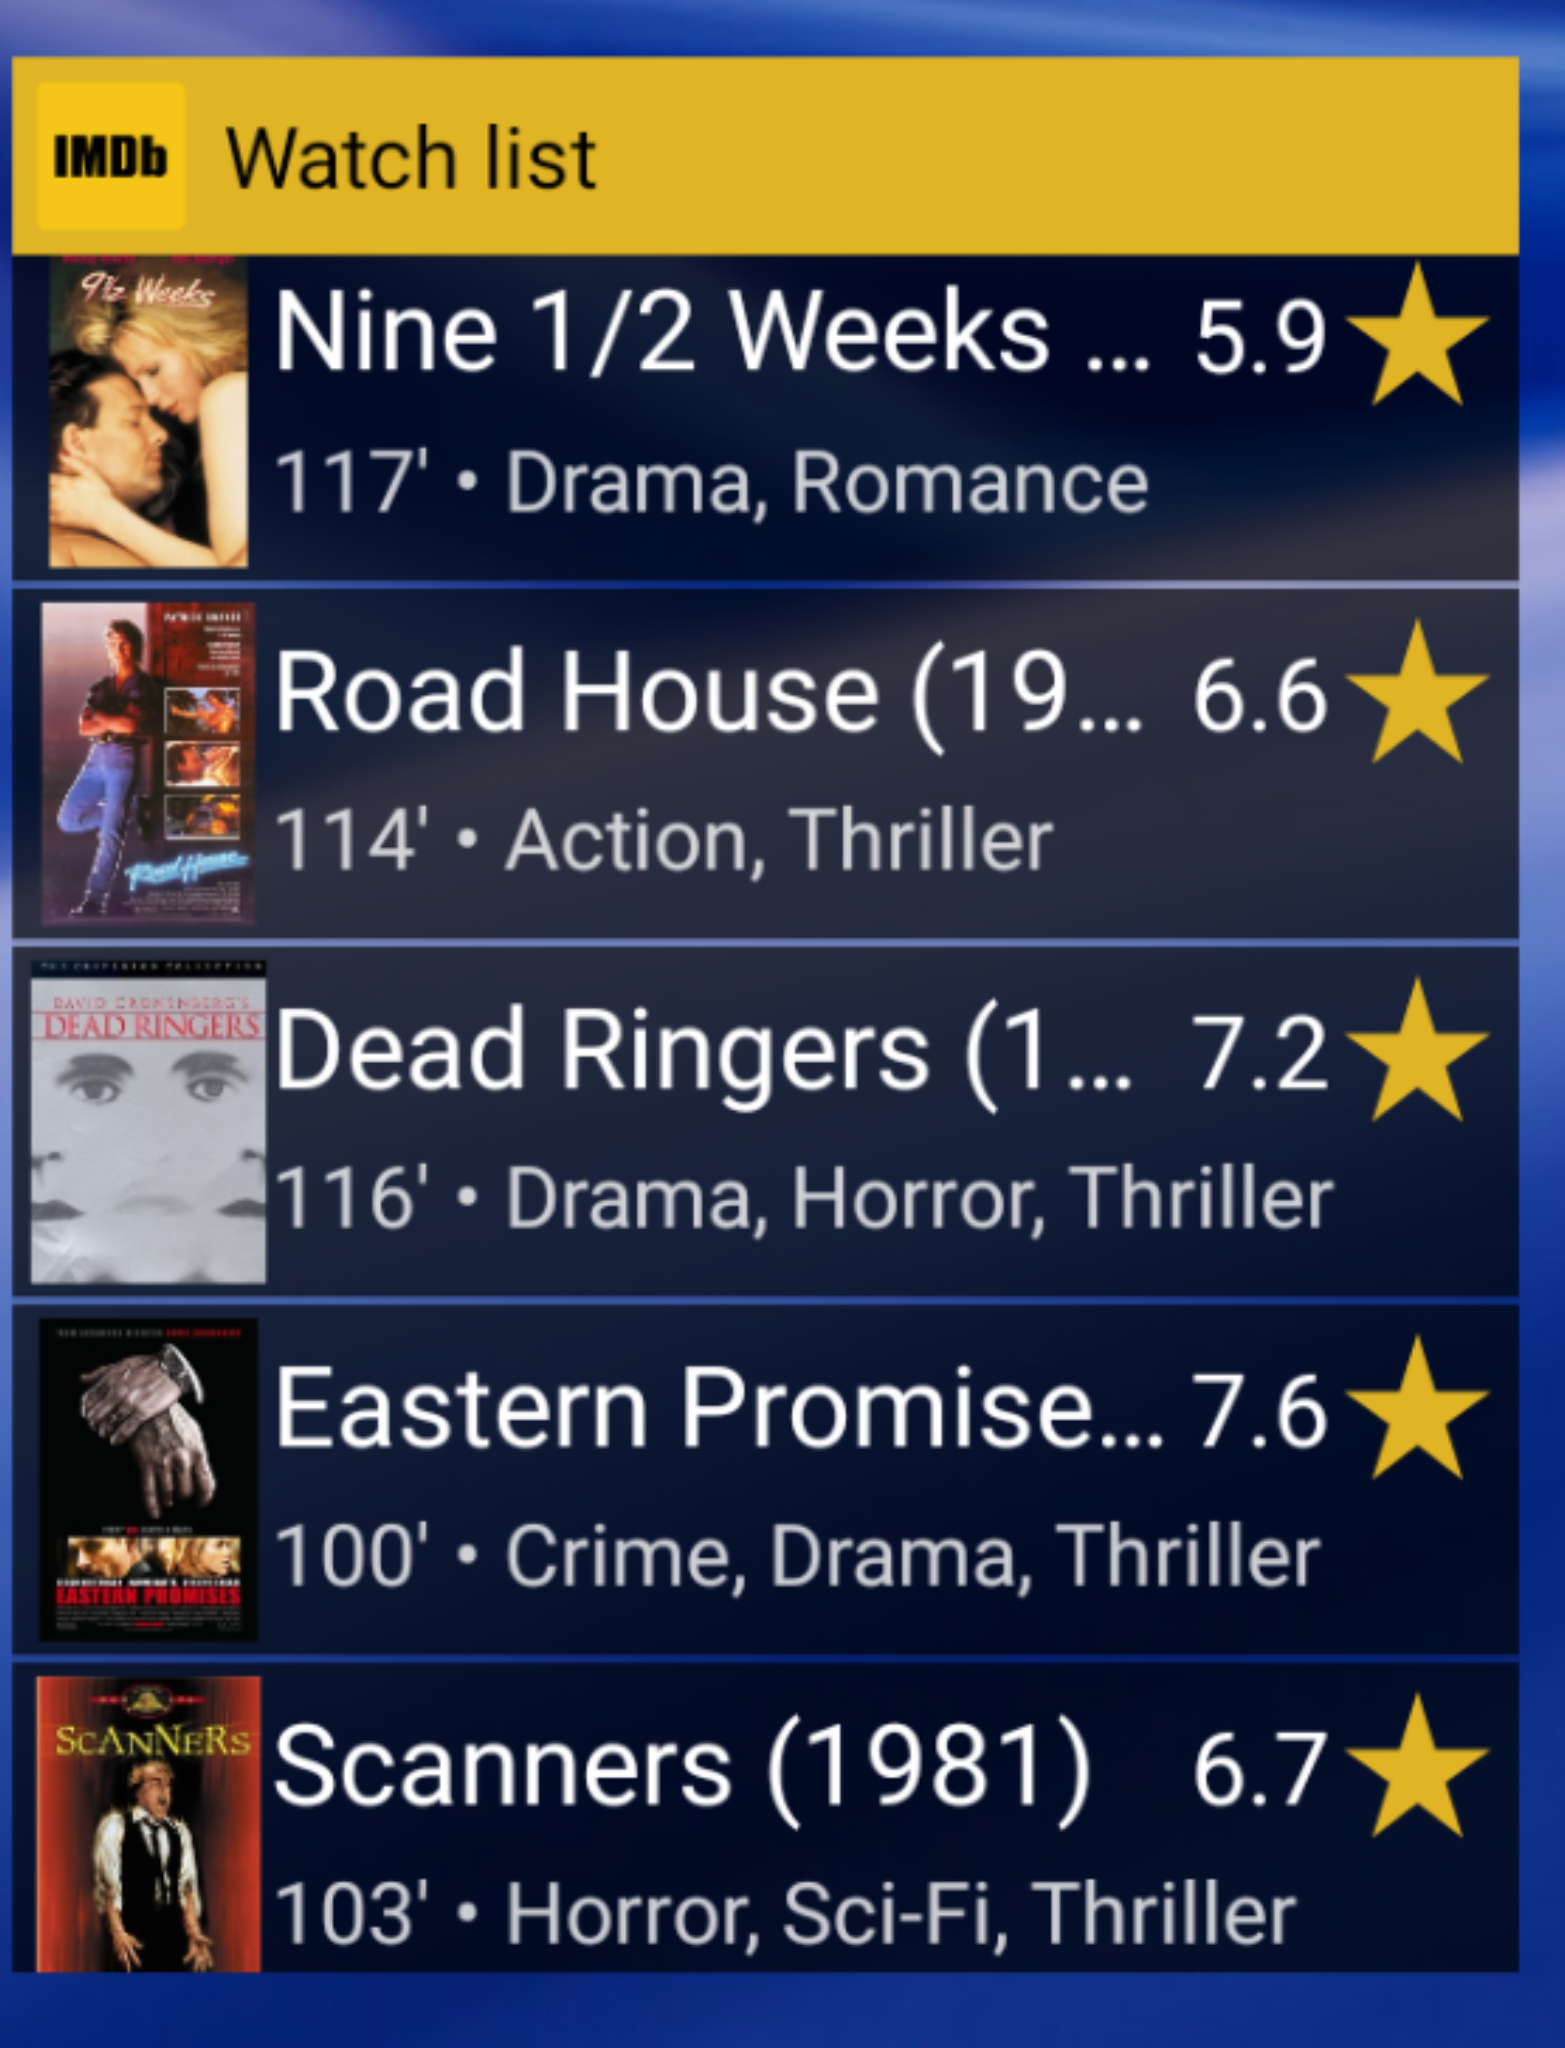 IMDb Watch list
9½ Weeks
Nine 1/2 Weeks ... 5.9
117' • Drama, Romance
Road House (19... 6.6
114' • Action, Thriller
Road House
THE CRITERION COLLECTION
DAVID CRONENBERG'S
DEAD RINGERS
Dead Ringers (1... 7.2
116' • Drama, Horror, Thriller
Eastern Promise... 7.6
100' • Crime, Drama, Thriller
EASTERN PROMISES
SCANNERS
Scanners (1981) 6.7
103' • Horror, Sci-Fi, Thriller